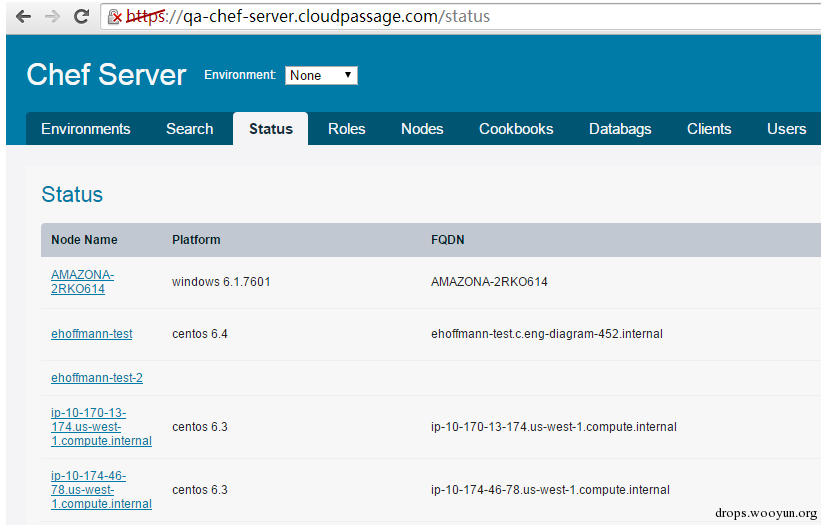 https://qa-chef-server.cloudpassage.com/status
Chef Server Environment: None
Environments Search Status Roles Nodes Cookbooks Databags Clients Users
Status
Node Name Platform FQDN
AMAZONA-
2RKO614 windows 6.1.7601 AMAZONA-2RKO614
ehoffmann-test centos 6.4 ehoffmann-test.c.eng-diagram-452.internal
ehoffmann-test-2
ip-10-170-13-
174.us-west-
1.compute.internal centos 6.3 ip-10-170-13-174.us-west-1.compute.internal
ip-10-174-46-
78.us-west-
1.compute.internal centos 6.3 ip-10-174-46-78.us-west-1.compute.internal
drops.wooyun.org